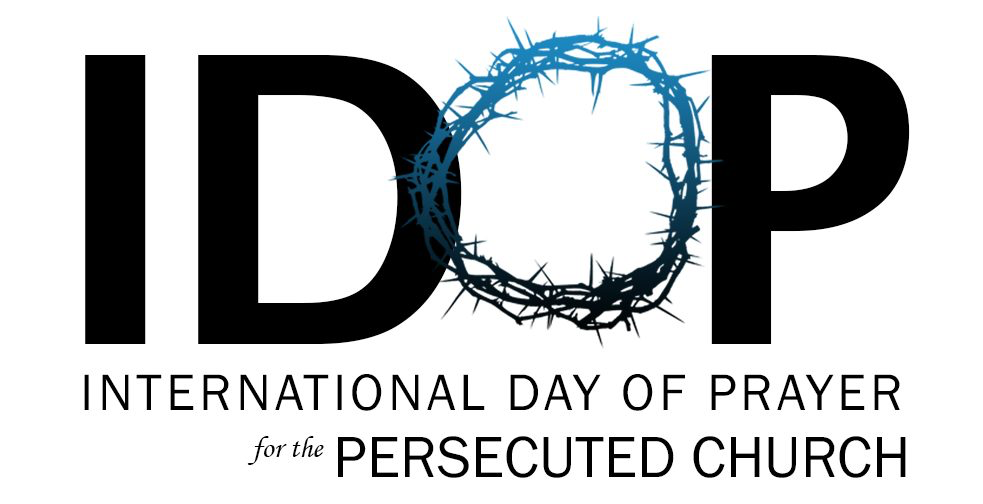 IDOP
INTERNATIONAL DAY OF PRAYER
for the PERSECUTED CHURCH